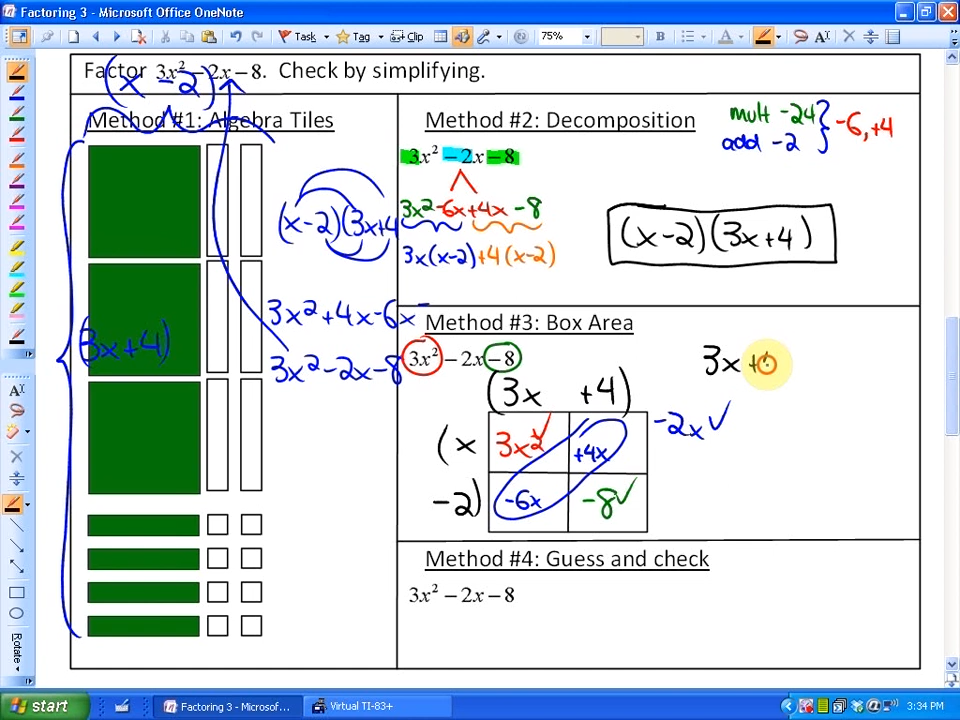 Factoring 3 - Microsoft Office OneNote
Task
Tag
Clip
75%
Factor 3x² − 2x − 8. Check by simplifying.
(x − 2)
Method #1: Algebra Tiles
(3x+4)
(x−2)(3x+4
3x²+4x−6x −
3x²−2x−8
Method #2: Decomposition
mult −24 } −6,+4
add −2
3x² − 2x − 8
3x²−6x+4x −8
3x(x−2)+4(x−2)
(x−2)(3x+4)
Method #3: Box Area
3x² − 2x − 8
3x +
(3x +4)
(x 3x² +4x −2x ✓
−2) −6x −8 ✓
Method #4: Guess and check
3x² − 2x − 8
Rotate
start
Factoring 3 - Microsof...
Virtual TI-83+
3:34 PM